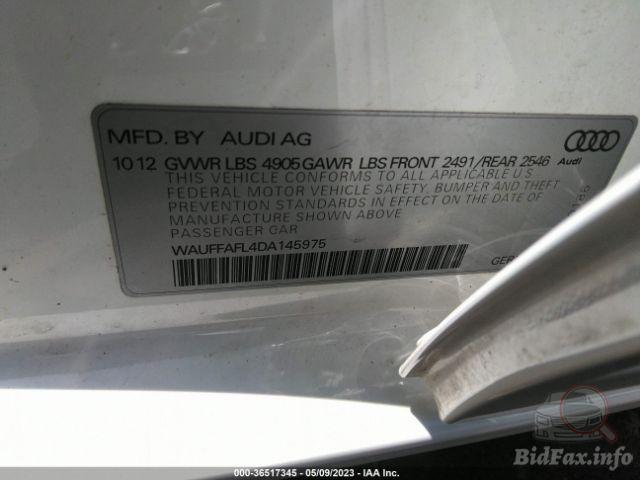 MFD. BY AUDI AG
10 12 GVWR LBS 4905 GAWR LBS FRONT 2491/REAR 2546 Audi
THIS VEHICLE CONFORMS TO ALL APPLICABLE U S
FEDERAL MOTOR VEHICLE SAFETY, BUMPER AND THEFT
PREVENTION STANDARDS IN EFFECT ON THE DATE OF
MANUFACTURE SHOWN ABOVE
PASSENGER CAR
WAUFFAFL4DA145975
GER
BidFax.info
000-36517345 - 05/09/2023 - IAA Inc.